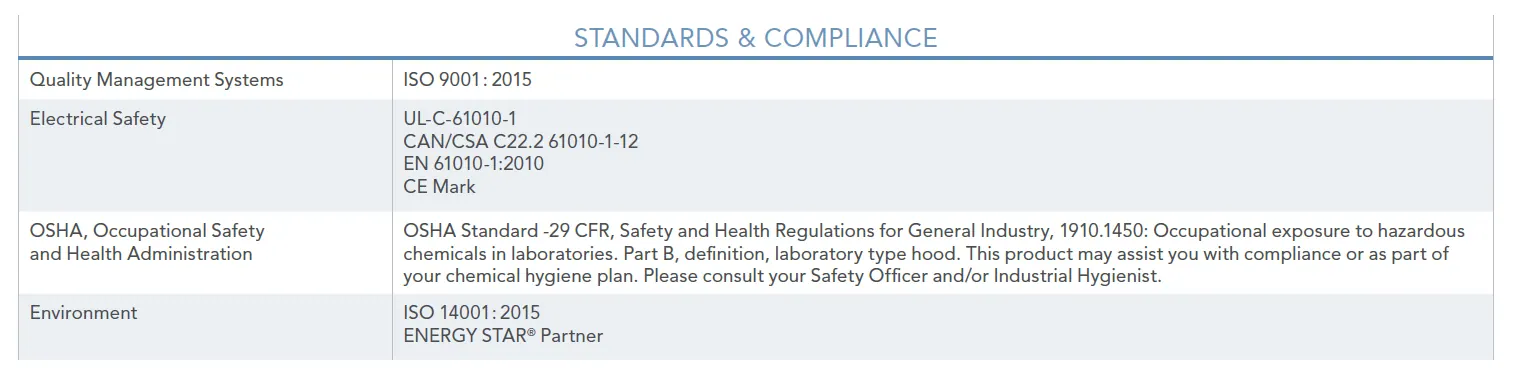 STANDARDS & COMPLIANCE
Quality Management Systems
ISO 9001: 2015
Electrical Safety
UL-C-61010-1
CAN/CSA C22.2 61010-1-12
EN 61010-1:2010
CE Mark
OSHA, Occupational Safety
and Health Administration
OSHA Standard -29 CFR, Safety and Health Regulations for General Industry, 1910.1450: Occupational exposure to hazardous
chemicals in laboratories. Part B, definition, laboratory type hood. This product may assist you with compliance or as part of
your chemical hygiene plan. Please consult your Safety Officer and/or Industrial Hygienist.
Environment
ISO 14001: 2015
ENERGY STAR® Partner